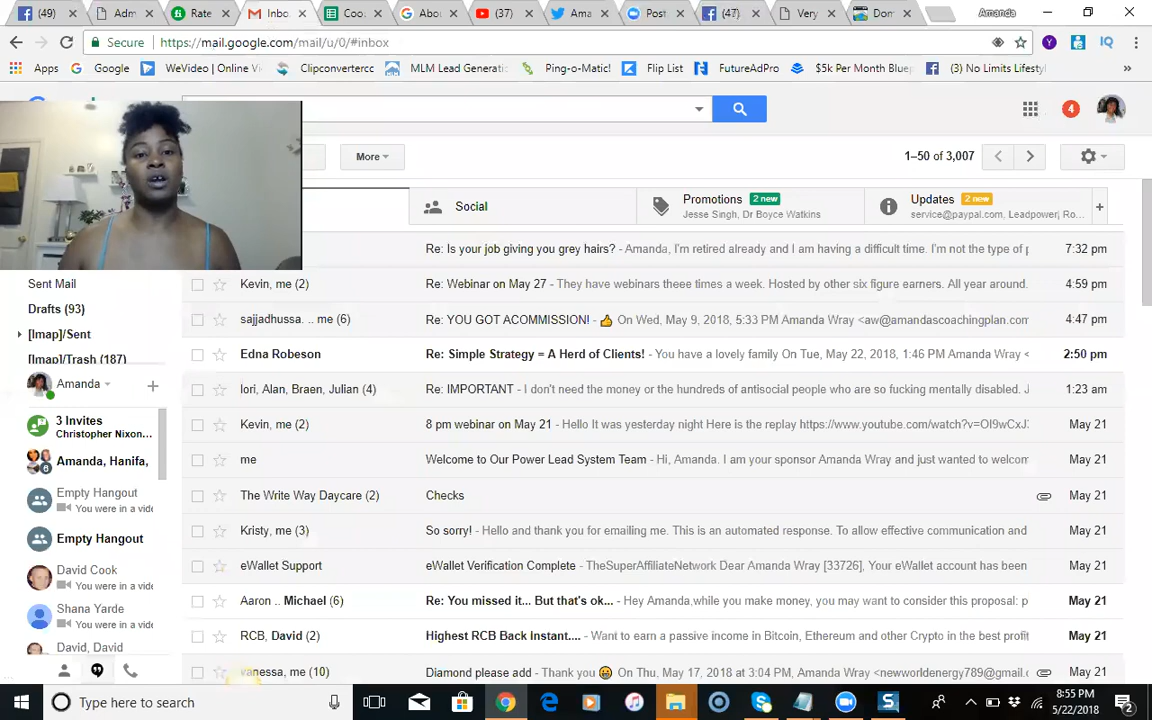 (49)
Adm
Rate
Inbo
Coo
Abo
(37)
Ama
Post
(47)
Very
Don
Amanda
Secure
https://mail.google.com/mail/u/0/#inbox
Apps
Google
WeVideo | Online Vi
Clipconvertercc
MLM Lead Generatic
Ping-o-Matic!
Flip List
FutureAdPro
$5k Per Month Bluep
(3) No Limits Lifestyl
»
4
More
1–50 of 3,007
Social
Promotions
2 new
Jesse Singh, Dr Boyce Watkins
Updates
2 new
service@paypal.com, Leadpower, Ro...
+
Re: Is your job giving you grey hairs? - Amanda, I'm retired already and I am having a difficult time. I'm not the type of p
7:32 pm
Sent Mail
Kevin, me (2)
Re: Webinar on May 27 - They have webinars theee times a week. Hosted by other six figure earners. All year around.
4:59 pm
Drafts (93)
sajjadhussa. .. me (6)
Re: YOU GOT ACOMMISSION! - 👍 On Wed, May 9, 2018, 5:33 PM Amanda Wray <aw@amandascoachingplan.com
4:47 pm
[Imap]/Sent
Edna Robeson
Re: Simple Strategy = A Herd of Clients! - You have a lovely family On Tue, May 22, 2018, 1:46 PM Amanda Wray <
2:50 pm
[Imap]/Trash (187)
Amanda
+
lori, Alan, Braen, Julian (4)
Re: IMPORTANT - I don't need the money or the hundreds of antisocial people who are so fucking mentally disabled. J
1:23 am
3 Invites
Christopher Nixon...
Kevin, me (2)
8 pm webinar on May 21 - Hello It was yesterday night Here is the replay https://www.youtube.com/watch?v=OI9wCxJ:
May 21
Amanda, Hanifa,
6
me
Welcome to Our Power Lead System Team - Hi, Amanda. I am your sponsor Amanda Wray and just wanted to welcom
May 21
Empty Hangout
You were in a vide
The Write Way Daycare (2)
Checks
May 21
Empty Hangout
Kristy, me (3)
So sorry! - Hello and thank you for emailing me. This is an automated response. To allow effective communication and
May 21
David Cook
You were in a vide
eWallet Support
eWallet Verification Complete - TheSuperAffiliateNetwork Dear Amanda Wray [33726], Your eWallet account has been
May 21
Shana Yarde
You were in a vide
Aaron .. Michael (6)
Re: You missed it... But that's ok... - Hey Amanda,while you make money, you may want to consider this proposal: p
May 21
David, David
RCB, David (2)
Highest RCB Back Instant.... - Want to earn a passive income in Bitcoin, Ethereum and other Crypto in the best profit
May 21
vanessa, me (10)
Diamond please add - Thank you 😀 On Thu, May 17, 2018 at 3:04 PM, Amanda Wray <newworldenergy789@gmail.c
May 21
Type here to search
8:55 PM
5/22/2018
2